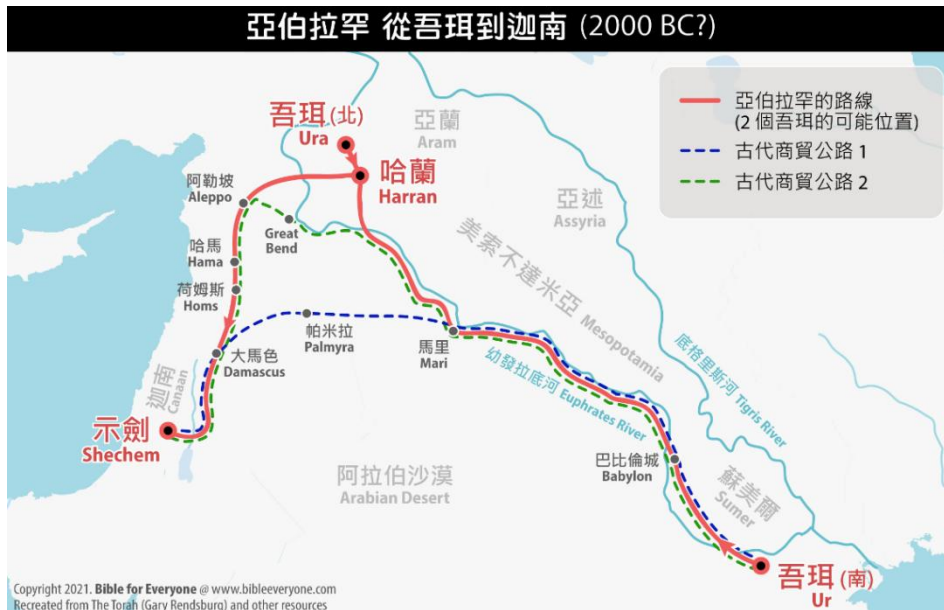 亞伯拉罕 從吾珥到迦南 (2000 BC?)
吾珥(北)
Ura
哈蘭
Harran
亞蘭
Aram
亞述
Assyria
亞伯拉罕的路線
(2 個吾珥的可能位置)
古代商貿公路 1
古代商貿公路 2
阿勒坡
Aleppo
Great
Bend
哈馬
Hama
荷姆斯
Homs
美索不達米亞 Mesopotamia
帕米拉
Palmyra
大馬色
Damascus
馬里
Mari
底格里斯河 Tigris River
幼發拉底河 Euphrates River
迦南
Canaan
示劍
Shechem
阿拉伯沙漠
Arabian Desert
巴比倫城
Babylon
蘇美爾
Sumer
吾珥(南)
Ur
Copyright 2021. Bible for Everyone @ www.bibleeveryone.com
Recreated from The Torah (Gary Rendsburg) and other resources